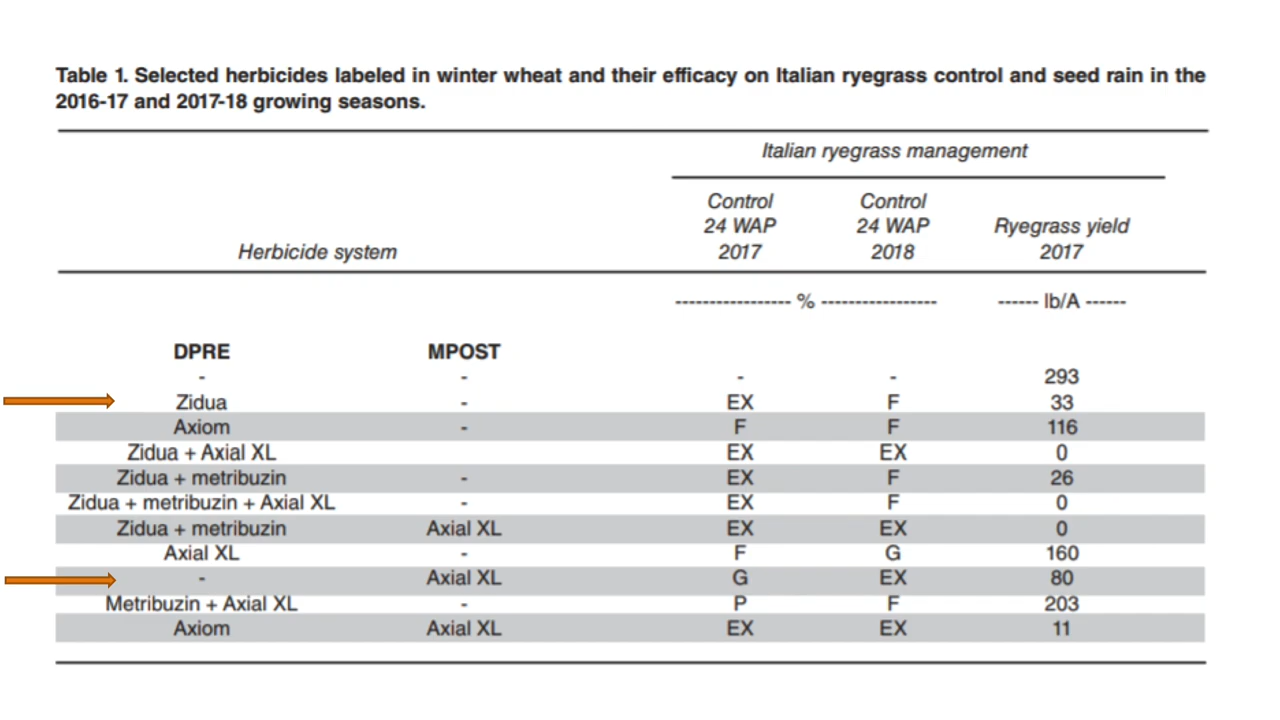 Table 1. Selected herbicides labeled in winter wheat and their efficacy on Italian ryegrass control and seed rain in the
2016-17 and 2017-18 growing seasons.
Italian ryegrass management
Control Control
24 WAP 24 WAP Ryegrass yield
Herbicide system 2017 2018 2017
----------------- % ----------------- ------ lb/A ------
DPRE MPOST
- - - - 293
Zidua - EX F 33
Axiom - F F 116
Zidua + Axial XL EX EX 0
Zidua + metribuzin - EX F 26
Zidua + metribuzin + Axial XL - EX F 0
Zidua + metribuzin Axial XL EX EX 0
Axial XL - F G 160
- Axial XL G EX 80
Metribuzin + Axial XL - P F 203
Axiom Axial XL EX EX 11